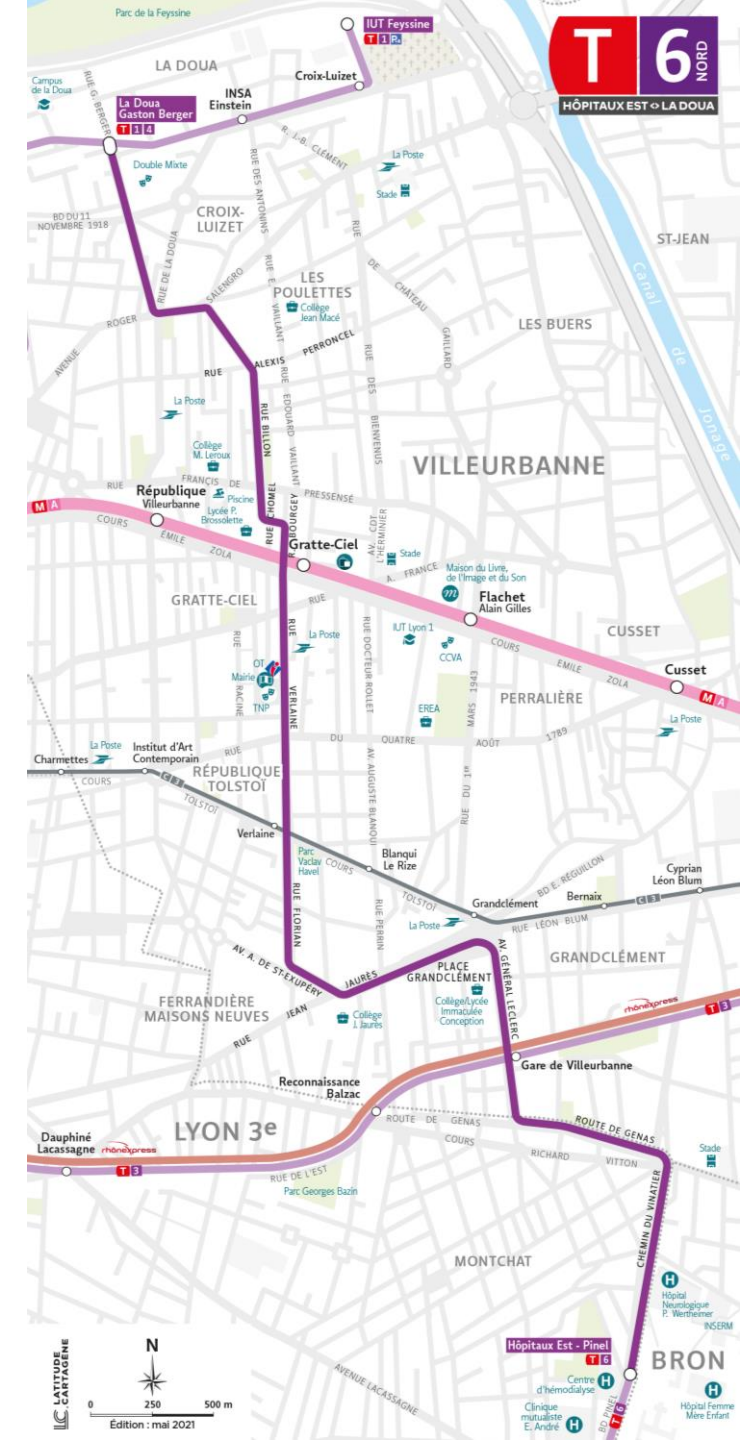 Parc de la Feyssine
IUT Feyssine
T 1
T 6 NORD
HÔPITAUX EST <> LA DOUA
LA DOUA
Croix-Luizet
Campus
de la Doua
RUE G. BERGER
INSA
Einstein
La Doua
Gaston Berger
T 1 4
R. J.-B. CLÉMENT
La Poste
Double Mixte
Stade
RUE DES ANTONINS
CROIX-
LUIZET
BD DU 11
NOVEMBRE 1918
ST-JEAN
Canal de Jonage
RUE DE LA DOUA
RUE DE CHÂTEAU GAILLARD
LES
POULETTES
Collège
Jean Macé
AVENUE ROGER SALENGRO
RUE E. VAILLANT
LES BUERS
RUE ALEXIS PERRONCEL
RUE EDOUARD VAILLANT
RUE DES BIENVENUS
La Poste
RUE BILLON
Collège
M. Leroux
VILLEURBANNE
RUE FRANÇIS DE PRESSENSÉ
République
Villeurbanne
Piscine
Lycée P.
Brossolette
RUE CHOMEL
R. BOURGEY
M A
COURS EMILE ZOLA
Gratte-Ciel
AV. CDT
L'HERMINIER
Stade
A. FRANCE
Maison du Livre,
de l'Image et du Son
m
Flachet
Alain Gilles
GRATTE-CIEL
RUE
IUT Lyon 1
CCVA
CUSSET
COURS EMILE ZOLA
Cusset
M A
La Poste
RUE VERLAINE
La Poste
RUE DOCTEUR ROLLET
OT
Mairie
TNP
RUE RACINE
EREA
PERRALIÈRE
RUE DU 1er MARS 1943
RUE DU QUATRE AOÛT 1789
La Poste
Charmettes
Institut d'Art
Contemporain
RÉPUBLIQUE
TOLSTOÏ
COURS C 3 TOLSTOÏ
AV. AUGUSTE BLANQUI
Verlaine
Parc
Vaclav
Havel
COURS TOLSTOÏ
Blanqui
Le Rize
BD E. RÉGUILLON
Cyprian
Léon Blum
Bernaix
C 3
Grandclément
RUE LÉON BLUM
La Poste
RUE FLORIAN
RUE PERRIN
AV. A. DE ST-EXUPÉRY
PLACE
GRANDCLÉMENT
AV. GÉNÉRAL LECLERC
GRANDCLÉMENT
RUE JEAN JAURÈS
Collège/Lycée
Immaculée
Conception
FERRANDIÈRE
MAISONS NEUVES
Collège
J. Jaurès
rhônexpress
T 3
Gare de Villeurbanne
Reconnaissance
Balzac
LYON 3e
ROUTE DE GENAS
ROUTE DE GENAS
Dauphiné
Lacassagne
rhônexpress
T 3
COURS RICHARD VITTON
Stade
RUE DE L'EST
Parc Georges Bazin
CHEMIN DU VINATIER
MONTCHAT
H
Hôpital
Neurologique
P. Wertheimer
INSERM
Hôpitaux Est - Pinel
T 6
BRON
AVENUE LACASSAGNE
Centre
d'hémodialyse
H
H
Hôpital Femme
Mère Enfant
Clinique
mutualiste
E. André
H
BD PINEL
T 6
LC LATITUDE
CARTAGÈNE
N
0 250 500 m
Édition : mai 2021